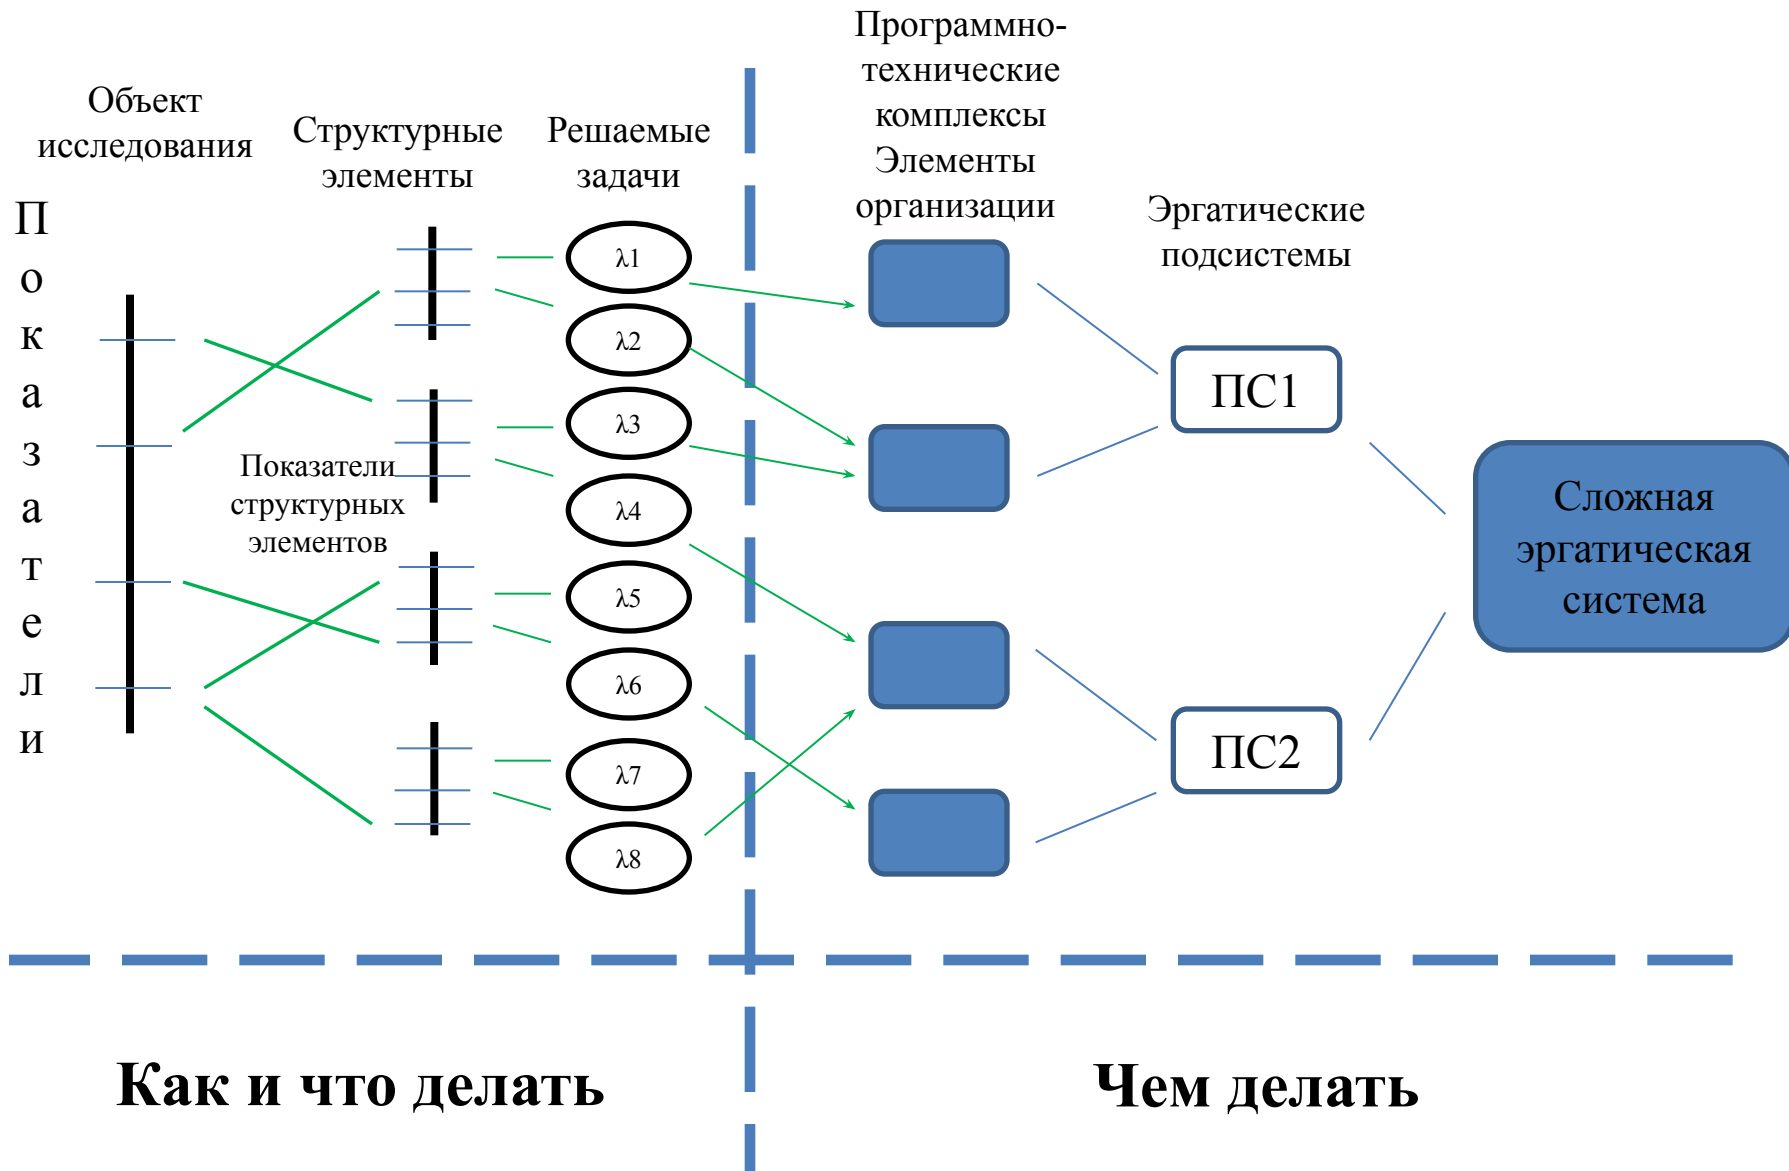 Объект
исследования
Структурные
элементы
Решаемые
задачи
Программно-
технические
комплексы
Элементы
организации
Эргатические
подсистемы
П
о
к
а
з
а
т
е
л
и
Показатели
структурных
элементов
λ1
λ2
λ3
λ4
λ5
λ6
λ7
λ8
ПС1
ПС2
Сложная
эргатическая
система
Как и что делать
Чем делать